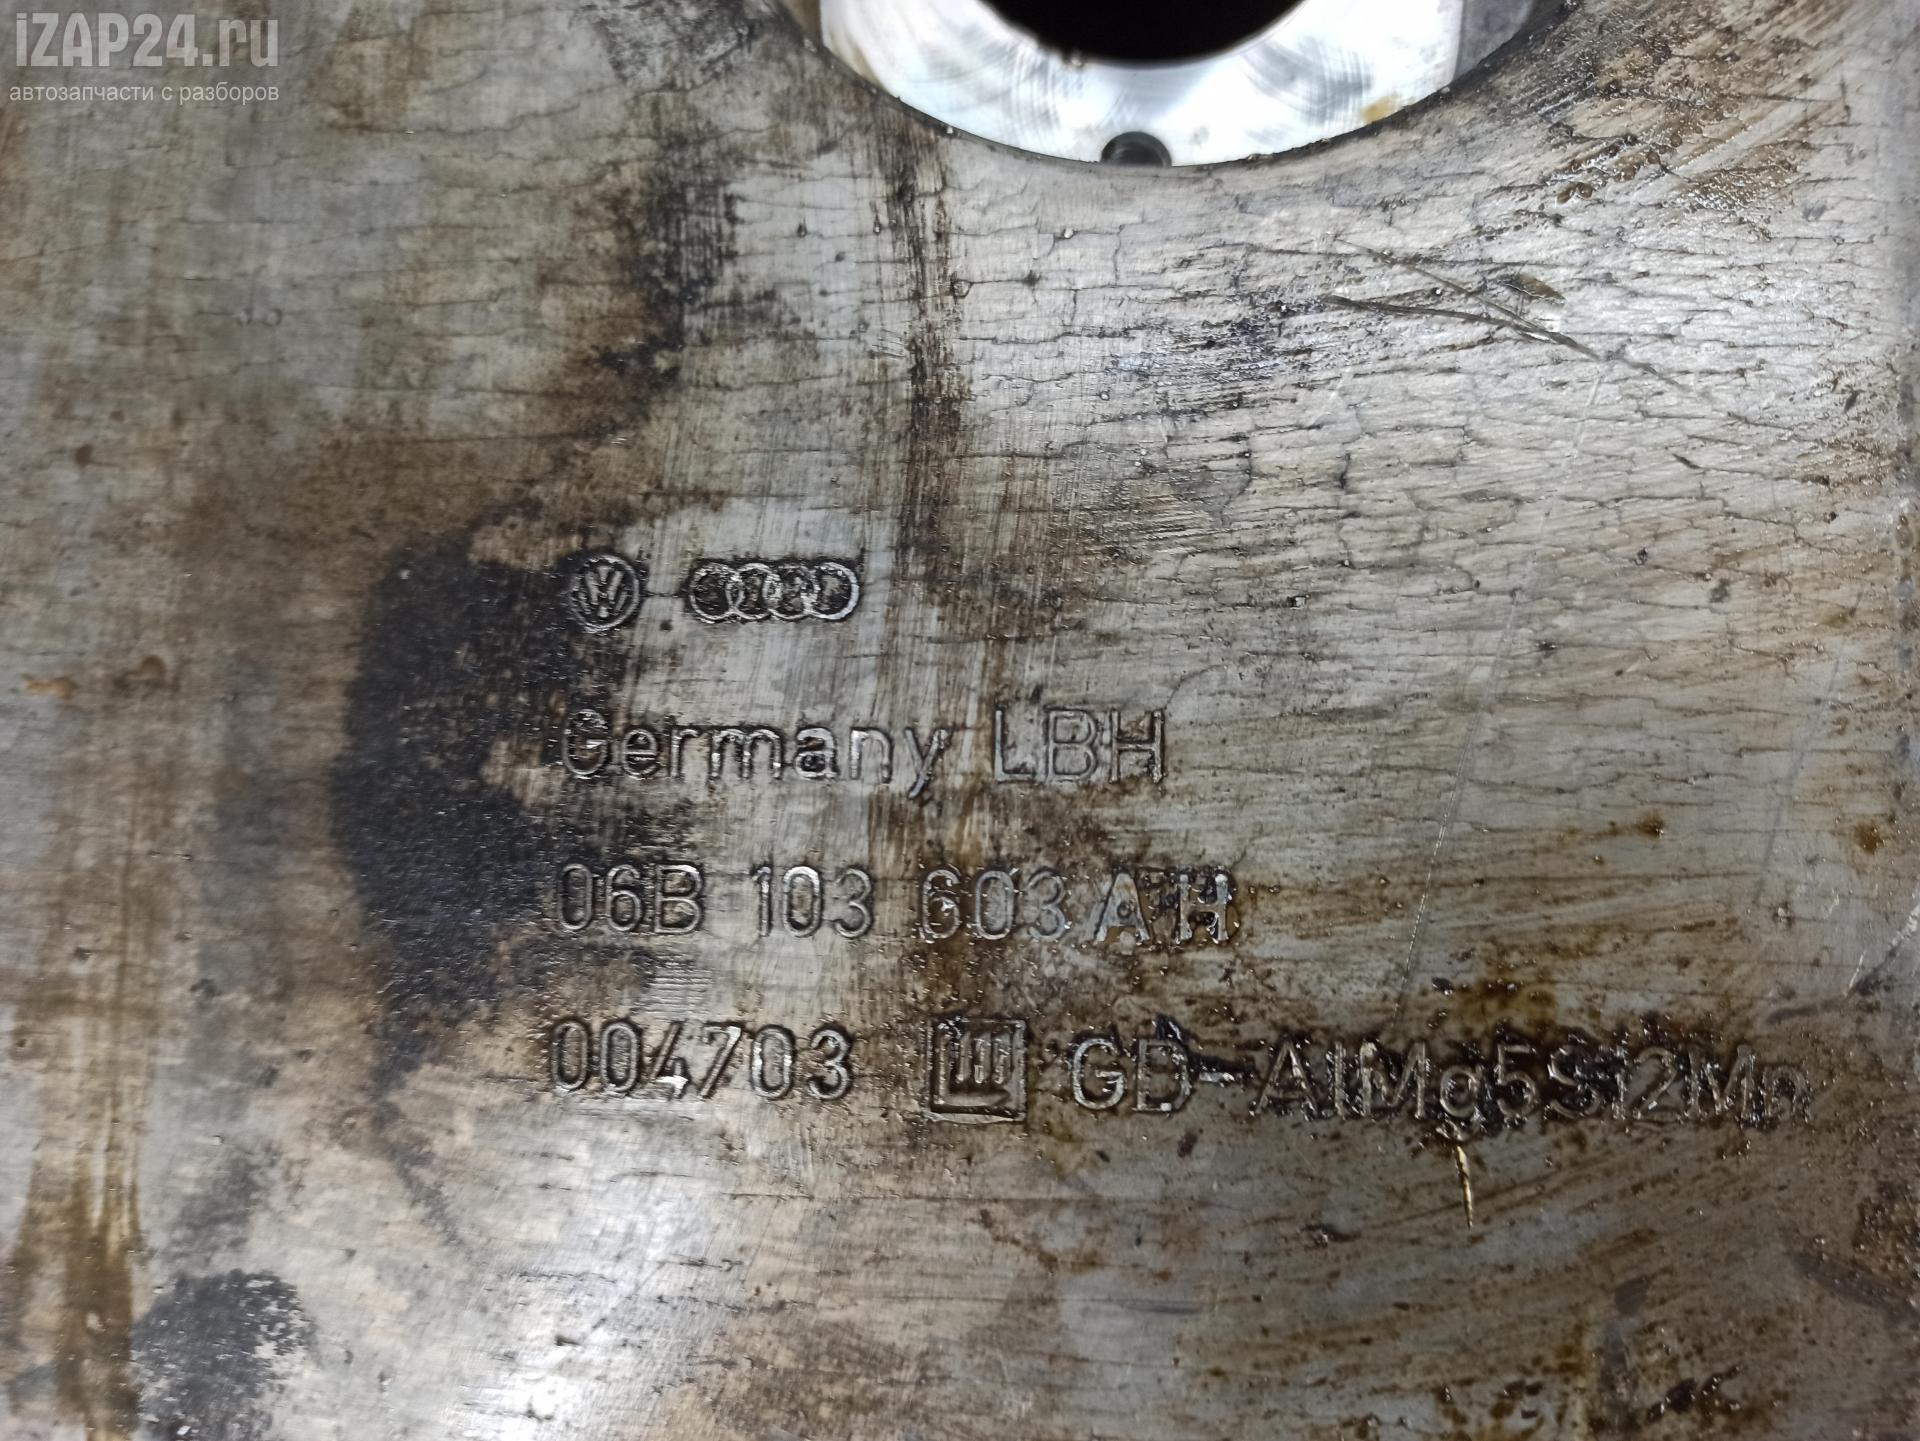 iZAP24.ru
автозапчасти с разборов
Germany LBH
06B 103 603 AH
004703 GD-AlMg5Si2Mn